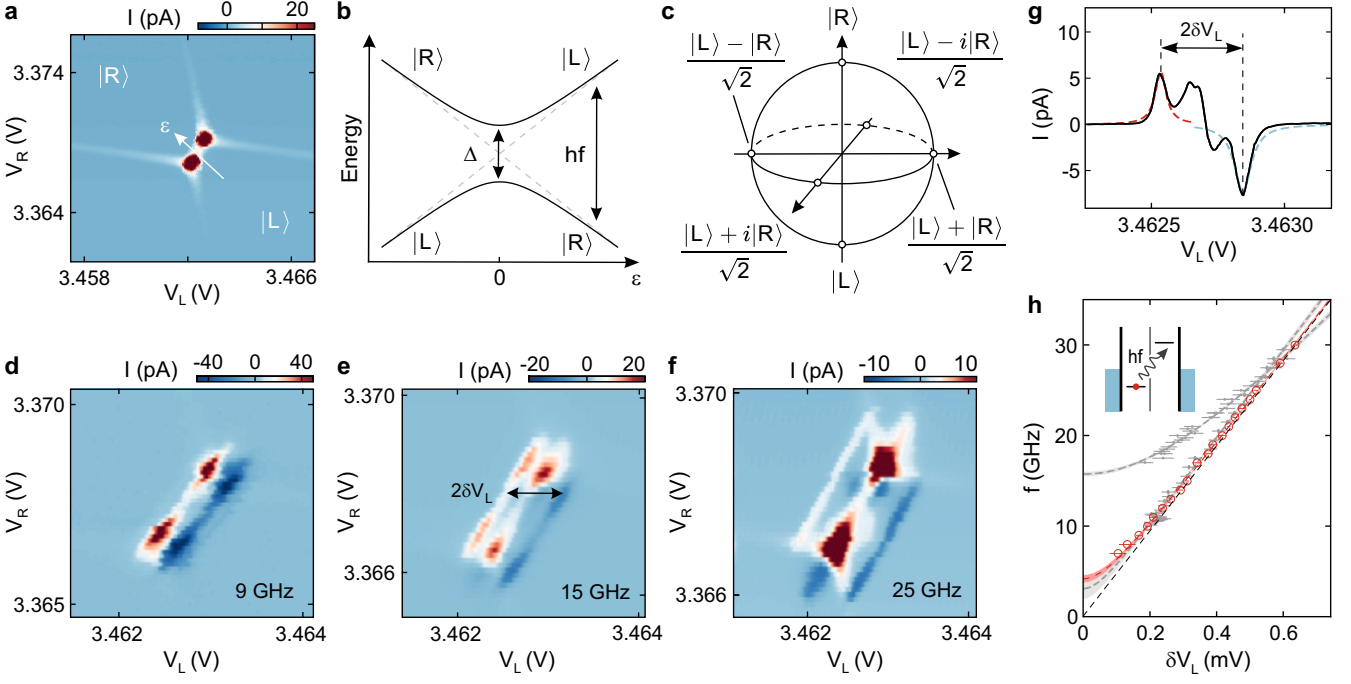 a
I (pA)
0
20
3.374
3.364
V_R (V)
|R⟩
ε
|L⟩
3.458
3.466
V_L (V)
b
Energy
|R⟩
|L⟩
Δ
hf
|L⟩
|R⟩
0
ε
c
|R⟩
|L⟩ − |R⟩
√2
|L⟩ − i|R⟩
√2
|L⟩ + i|R⟩
√2
|L⟩ + |R⟩
√2
|L⟩
g
10
5
0
-5
I (pA)
2δV_L
3.4625
3.4630
V_L (V)
d
I (pA)
-40
0
40
3.370
3.365
V_R (V)
9 GHz
3.462
3.464
V_L (V)
e
I (pA)
-20
0
20
3.370
3.366
V_R (V)
2δV_L
15 GHz
3.462
3.464
V_L (V)
f
I (pA)
-10
0
10
3.370
3.366
V_R (V)
25 GHz
3.462
3.464
V_L (V)
h
30
20
10
0
f (GHz)
hf
0
0.2
0.4
0.6
δV_L (mV)